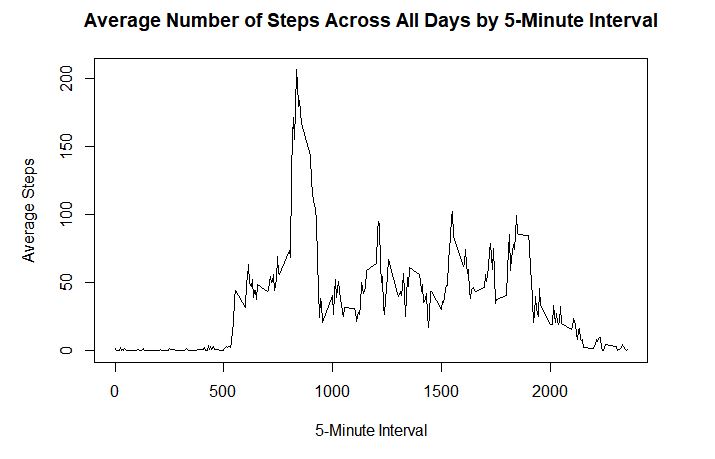 Average Number of Steps Across All Days by 5-Minute Interval
200
150
100
50
0
Average Steps
0 500 1000 1500 2000
5-Minute Interval